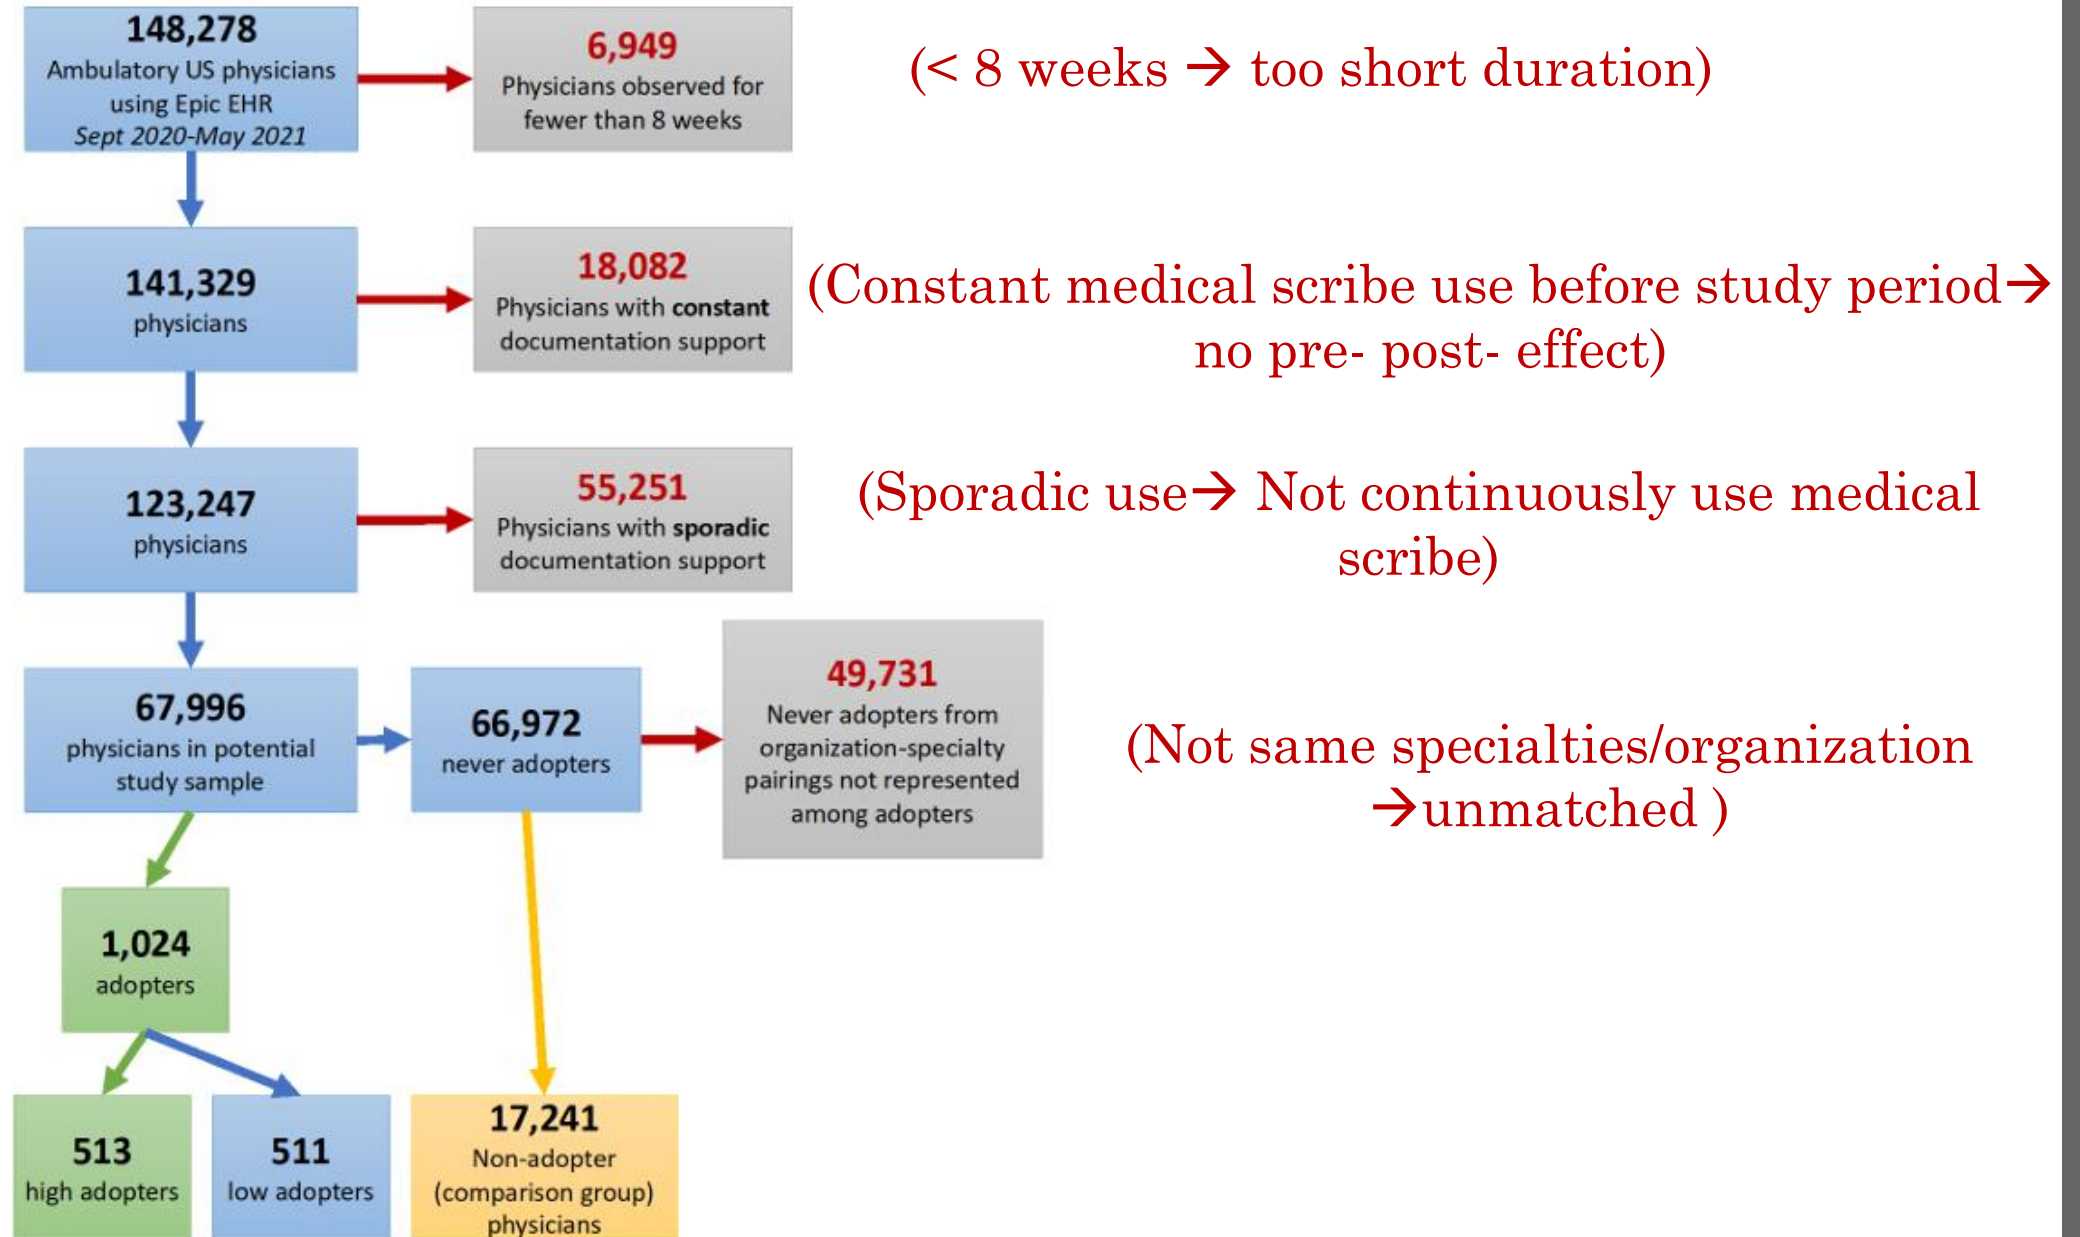 148,278
Ambulatory US physicians
using Epic EHR
Sept 2020-May 2021
6,949
Physicians observed for
fewer than 8 weeks
(< 8 weeks → too short duration)
141,329
physicians
18,082
Physicians with constant
documentation support
(Constant medical scribe use before study period→
no pre- post- effect)
123,247
physicians
55,251
Physicians with sporadic
documentation support
(Sporadic use→ Not continuously use medical
scribe)
67,996
physicians in potential
study sample
66,972
never adopters
49,731
Never adopters from
organization-specialty
pairings not represented
among adopters
(Not same specialties/organization
→unmatched )
1,024
adopters
513
high adopters
511
low adopters
17,241
Non-adopter
(comparison group)
physicians